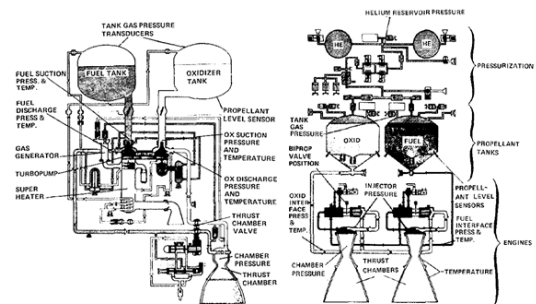 TANK GAS PRESSURE
TRANSDUCERS
FUEL SUCTION
PRESS. &
TEMP.
FUEL TANK
OXIDIZER
TANK
FUEL
DISCHARGE
PRESS &
TEMP.
PROPELLANT
LEVEL SENSOR
GAS
GENERATOR
OX SUCTION
PRESSURE
AND
TEMPERATURE
TURBOPUMP
SUPER
HEATER
OX DISCHARGE
PRESSURE
AND
TEMPERATURE
THRUST
CHAMBER
VALVE
CHAMBER
PRESSURE
THRUST
CHAMBER
HELIUM RESERVOIR PRESSURE
HE
HE
PRESSURIZATION
TANK
GAS
PRESSURE
OXID
FUEL
PROPELLANT
TANKS
BIPROP
VALVE
POSITION
INJECTOR
PRESSURE
PROPELL-
ANT LEVEL
SENSORS
OXID
INTER-
FACE
PRESS
&
TEMP.
FUEL
INTERFACE
PRESS &
TEMP.
ENGINES
CHAMBER
PRESSURE
THRUST
CHAMBERS
TEMPERATURE